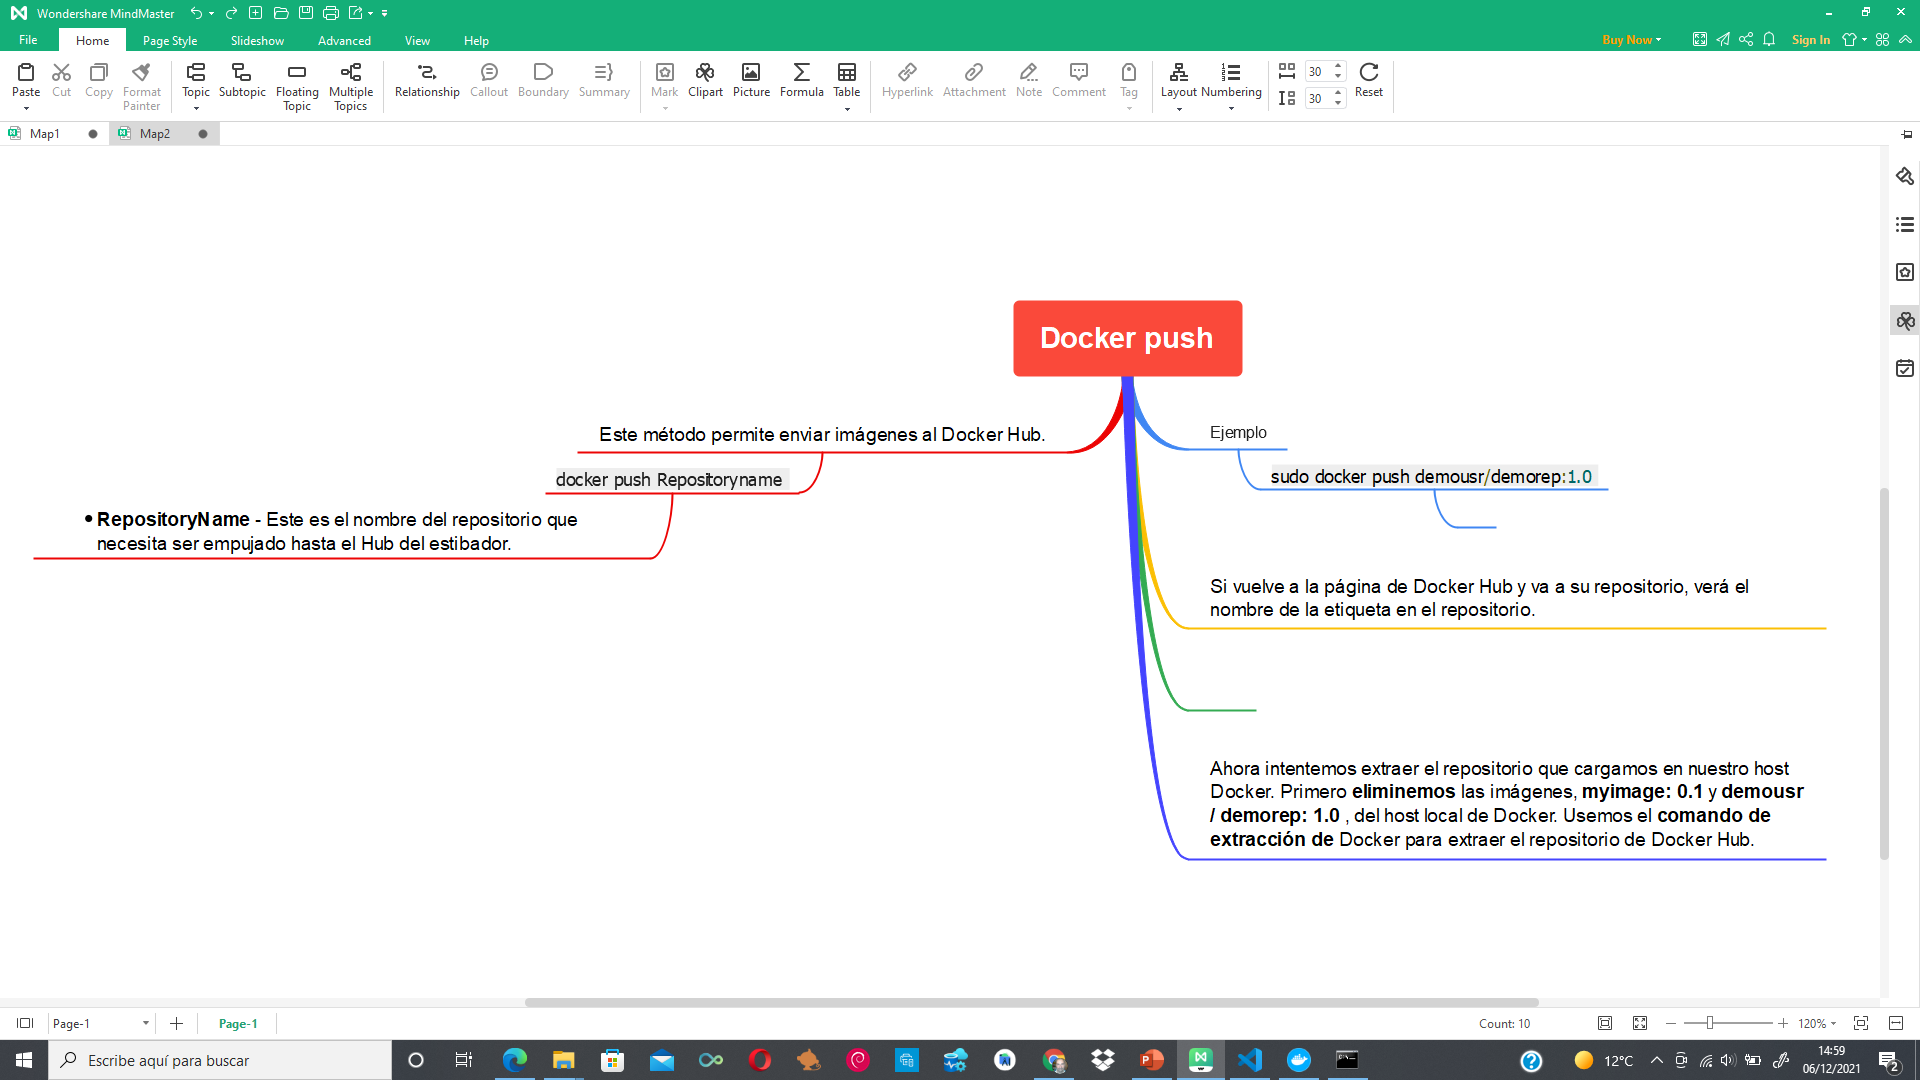 Wondershare MindMaster
File
Home
Page Style
Slideshow
Advanced
View
Help
Buy Now
Sign In
Paste
Cut
Copy
Format
Painter
Topic
Subtopic
Floating
Topic
Multiple
Topics
Relationship
Callout
Boundary
Summary
Mark
Clipart
Picture
Formula
Table
Hyperlink
Attachment
Note
Comment
Tag
Layout
Numbering
30
30
Reset
Map1
Map2
Docker push
Este método permite enviar imágenes al Docker Hub.
docker push Repositoryname
• RepositoryName - Este es el nombre del repositorio que
necesita ser empujado hasta el Hub del estibador.
Ejemplo
sudo docker push demousr/demorep:1.0
Si vuelve a la página de Docker Hub y va a su repositorio, verá el
nombre de la etiqueta en el repositorio.
Ahora intentemos extraer el repositorio que cargamos en nuestro host
Docker. Primero eliminemos las imágenes, myimage: 0.1 y demousr
/ demorep: 1.0 , del host local de Docker. Usemos el comando de
extracción de Docker para extraer el repositorio de Docker Hub.
Page-1
Page-1
Count: 10
120%
Escribe aquí para buscar
12°C
14:59
06/12/2021
2